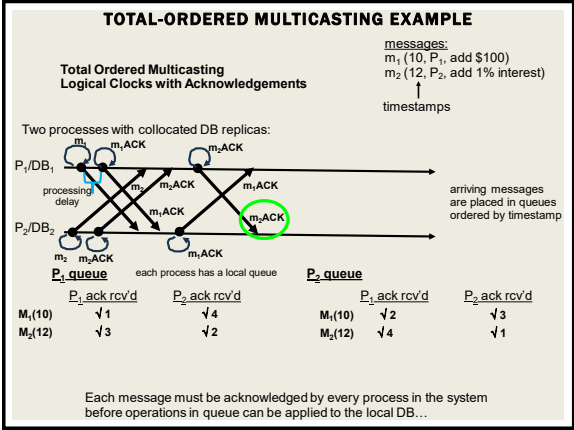 TOTAL-ORDERED MULTICASTING EXAMPLE
messages:
m₁ (10, P₁, add $100)
m₂ (12, P₂, add 1% interest)
timestamps
Total Ordered Multicasting
Logical Clocks with Acknowledgements
Two processes with collocated DB replicas:
m₁ m₁ACK m₂ACK
P₁/DB₁
processing
delay
m₂ m₂ACK m₁ACK
m₁ACK m₂ACK
arriving messages
are placed in queues
ordered by timestamp
P₂/DB₂
m₂ m₂ACK m₁ACK
P₁ queue each process has a local queue P₂ queue
P₁ ack rcv'd P₂ ack rcv'd P₁ack rcv'd P₂ ack rcv'd
M₁(10) √1 √4 M₁(10) √2 √3
M₂(12) √3 √2 M₂(12) √4 √1
Each message must be acknowledged by every process in the system
before operations in queue can be applied to the local DB…